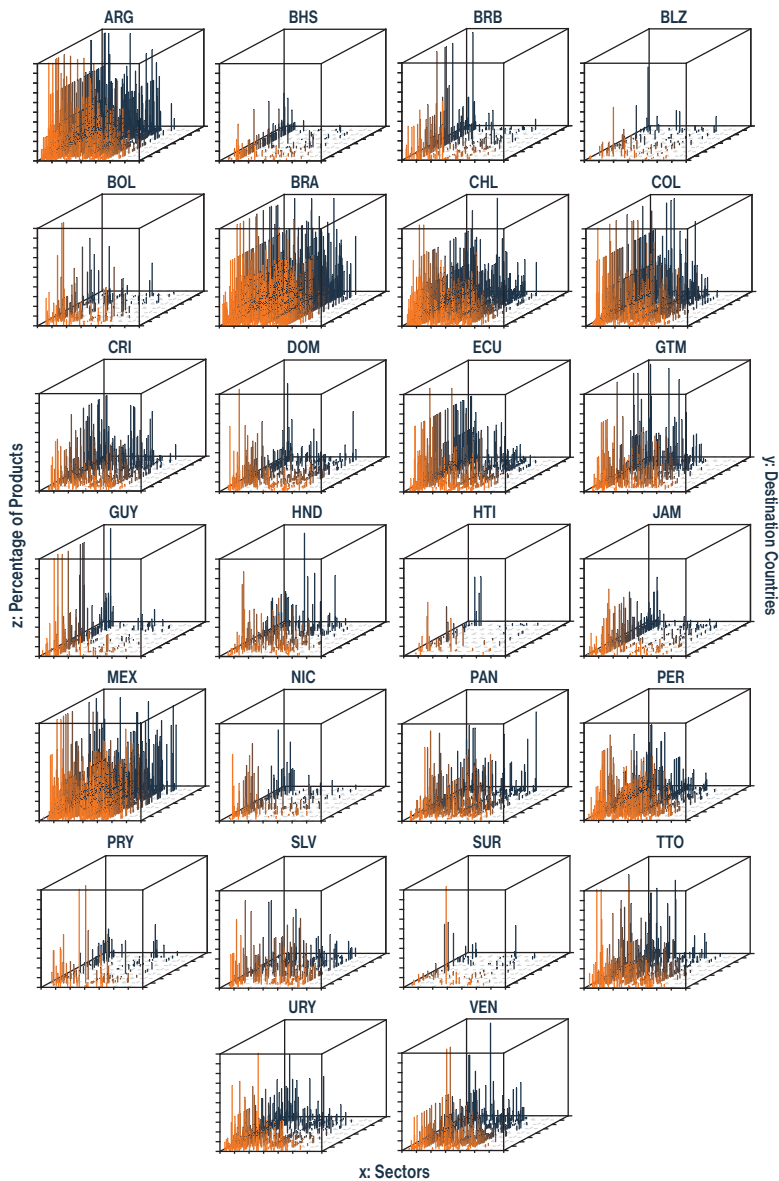 ARG BHS BRB BLZ
BOL BRA CHL COL
CRI DOM ECU GTM
z: Percentage of Products
y: Destination Countries
GUY HND HTI JAM
MEX NIC PAN PER
PRY SLV SUR TTO
URY VEN
x: Sectors